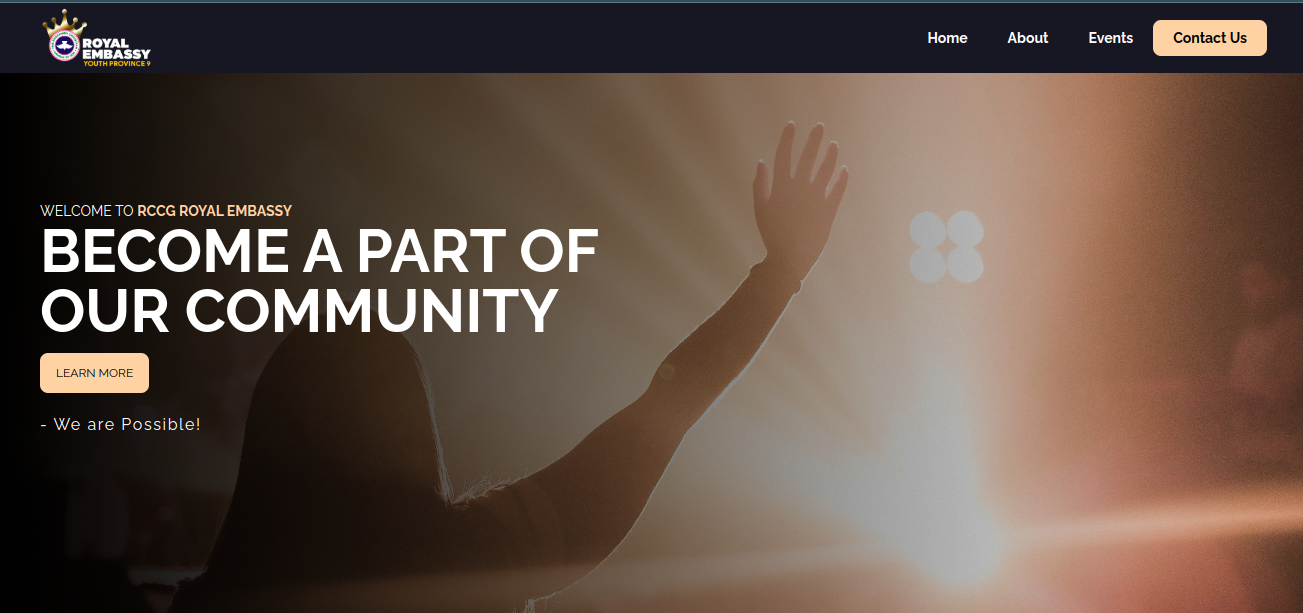 ROYAL
EMBASSY
YOUTH PROVINCE 9
Home
About
Events
Contact Us
WELCOME TO RCCG ROYAL EMBASSY
BECOME A PART OF
OUR COMMUNITY
LEARN MORE
- We are Possible!